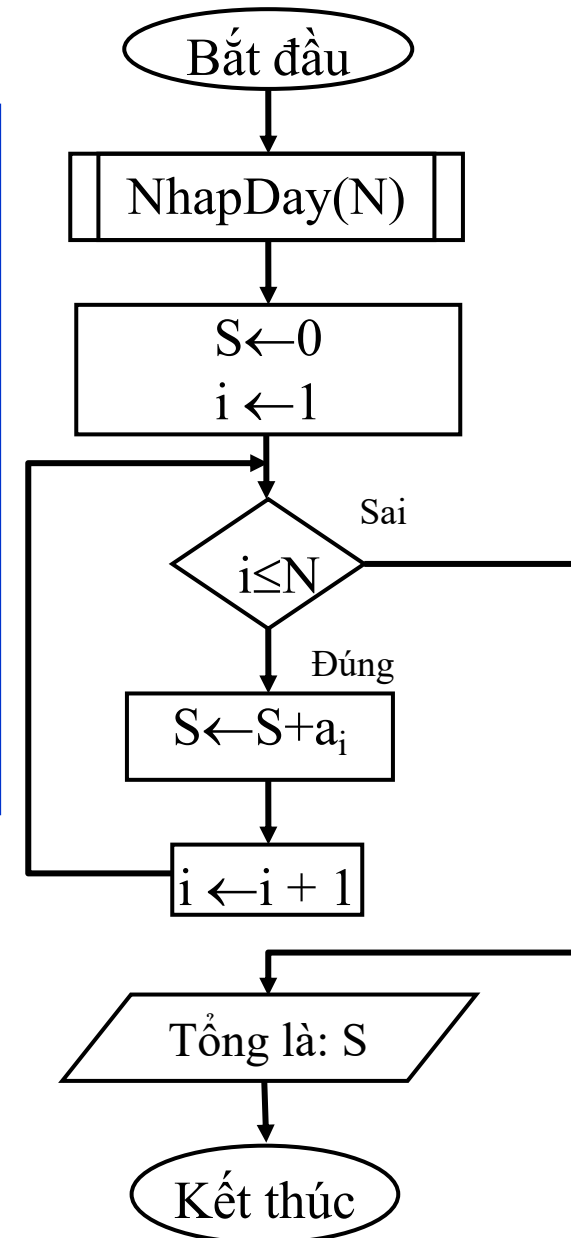 Bắt đầu
NhapDay(N)
S←0
i ←1
Sai
i≤N
Đúng
S←S+aᵢ
i ←i + 1
Tổng là: S
Kết thúc